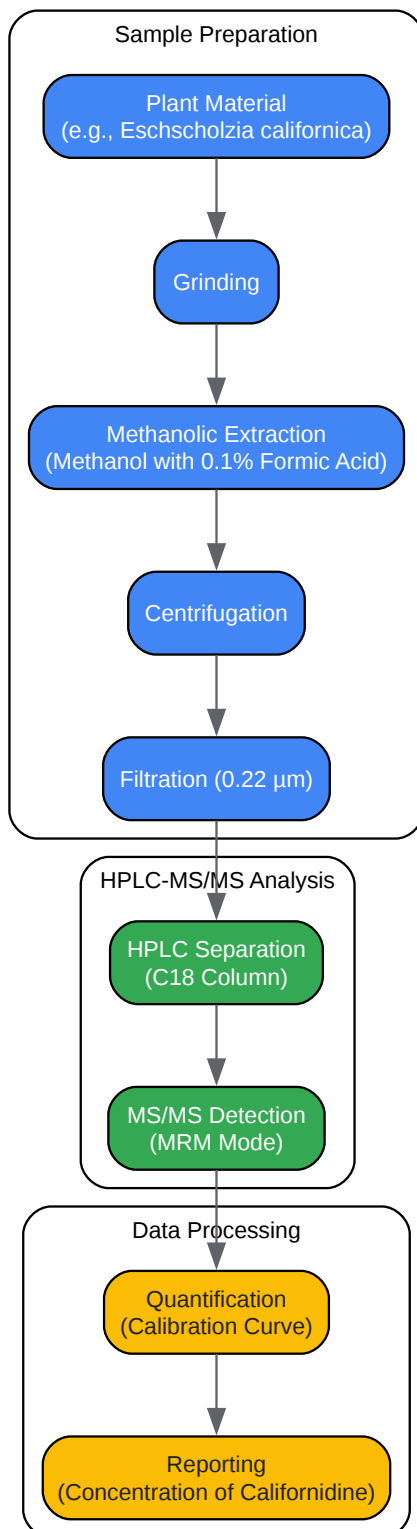 Sample Preparation
Plant Material
(e.g., Eschscholzia californica)
Grinding
Methanolic Extraction
(Methanol with 0.1% Formic Acid)
Centrifugation
Filtration (0.22 µm)
HPLC-MS/MS Analysis
HPLC Separation
(C18 Column)
MS/MS Detection
(MRM Mode)
Data Processing
Quantification
(Calibration Curve)
Reporting
(Concentration of Californidine)